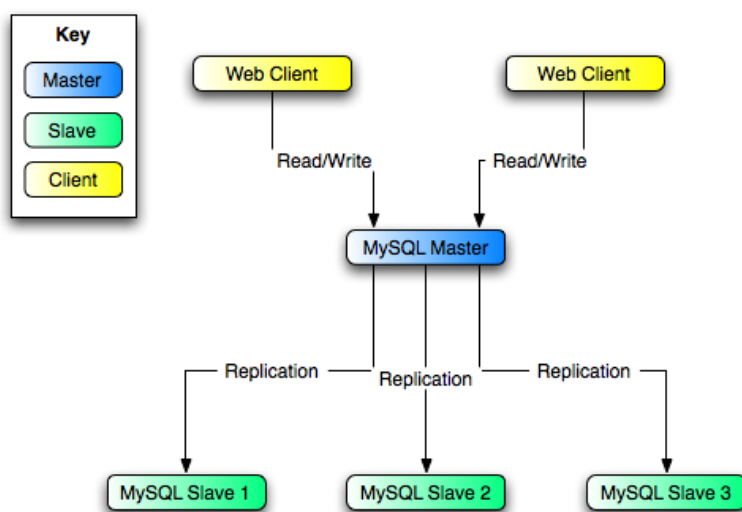 Key
Master
Slave
Client
Web Client
Web Client
Read/Write
Read/Write
MySQL Master
Replication
Replication
Replication
MySQL Slave 1
MySQL Slave 2
MySQL Slave 3